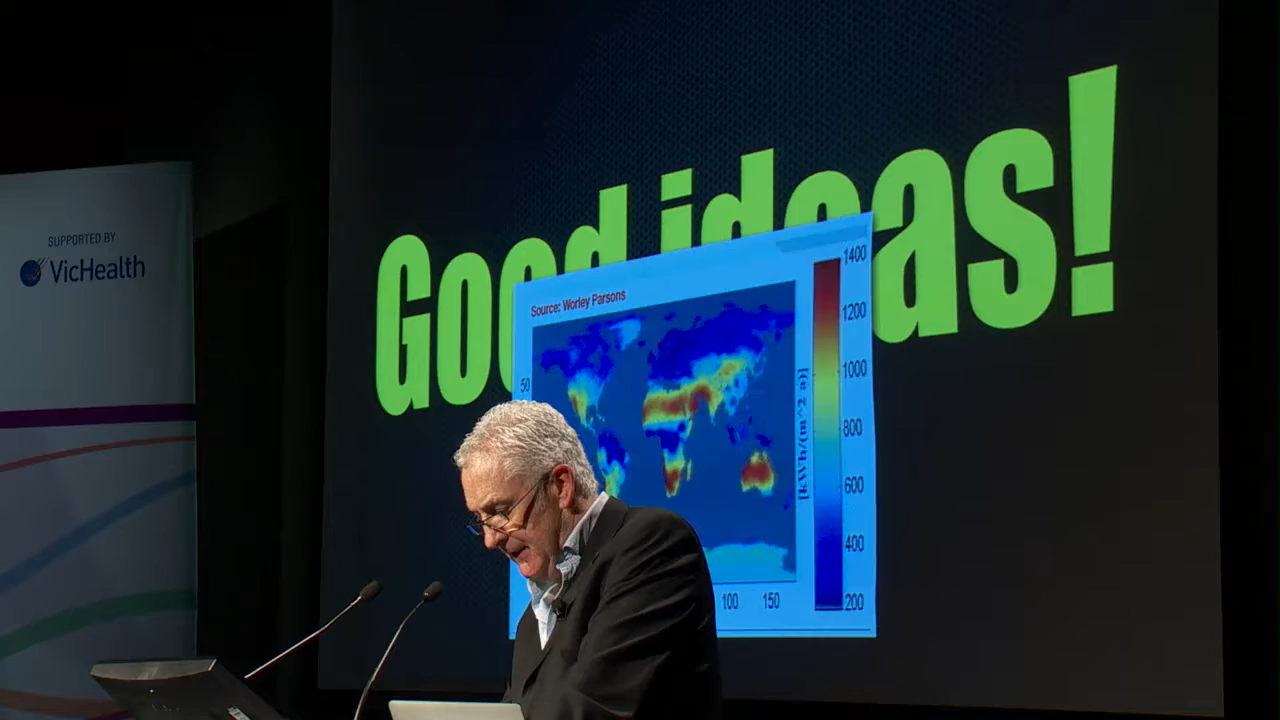 SUPPORTED BY
VicHealth
Good ideas!
Source: Worley Parsons
50
100
150
[kWh/(m^2 a)]
1400
1200
1000
800
600
400
200